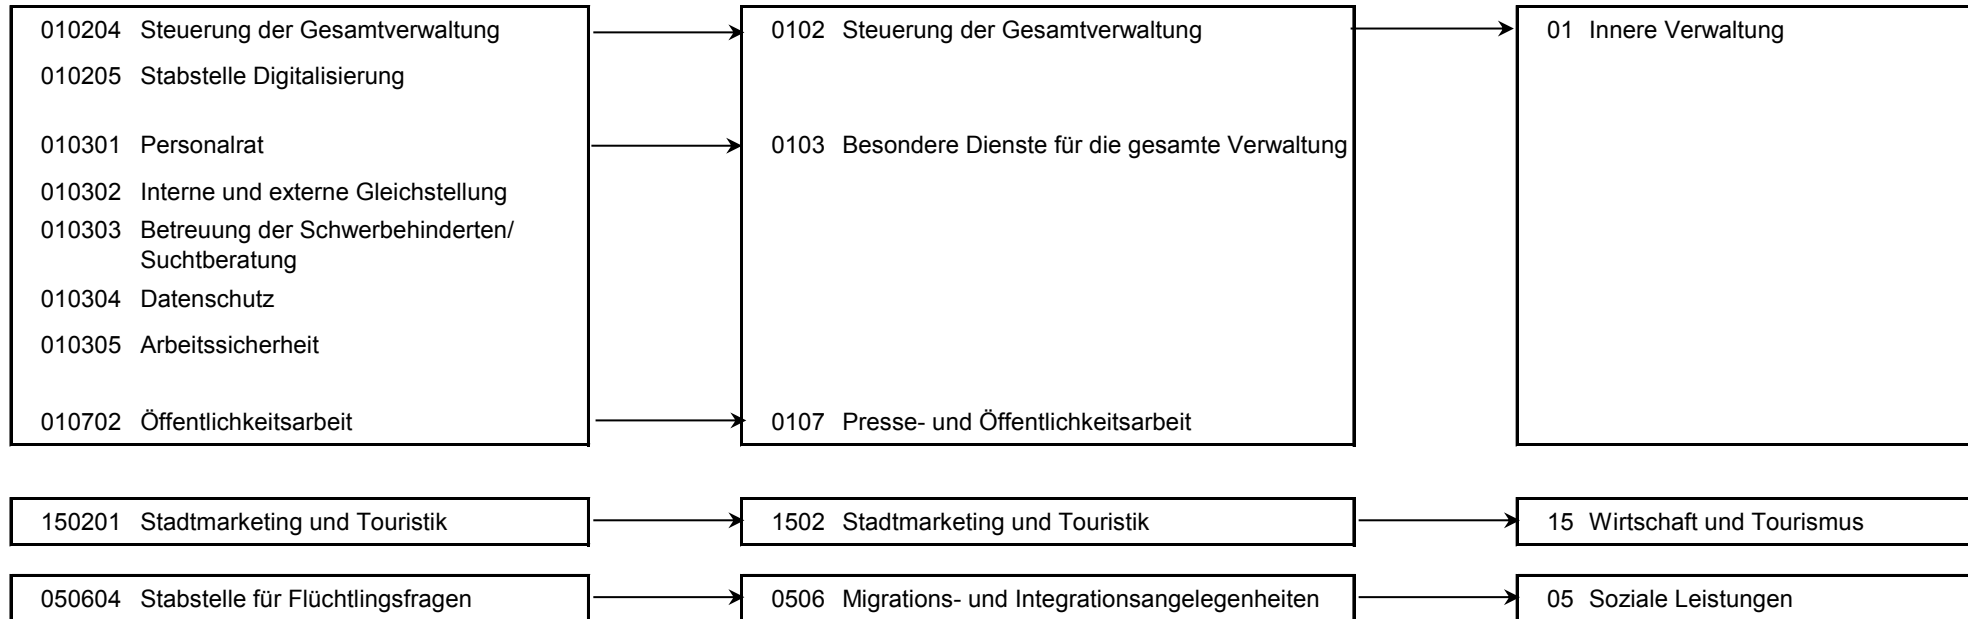 010204 Steuerung der Gesamtverwaltung 0102 Steuerung der Gesamtverwaltung 01 Innere Verwaltung
010205 Stabstelle Digitalisierung
010301 Personalrat 0103 Besondere Dienste für die gesamte Verwaltung
010302 Interne und externe Gleichstellung
010303 Betreuung der Schwerbehinderten/
Suchtberatung
010304 Datenschutz
010305 Arbeitssicherheit
010702 Öffentlichkeitsarbeit 0107 Presse- und Öffentlichkeitsarbeit
150201 Stadtmarketing und Touristik 1502 Stadtmarketing und Touristik 15 Wirtschaft und Tourismus
050604 Stabstelle für Flüchtlingsfragen 0506 Migrations- und Integrationsangelegenheiten 05 Soziale Leistungen